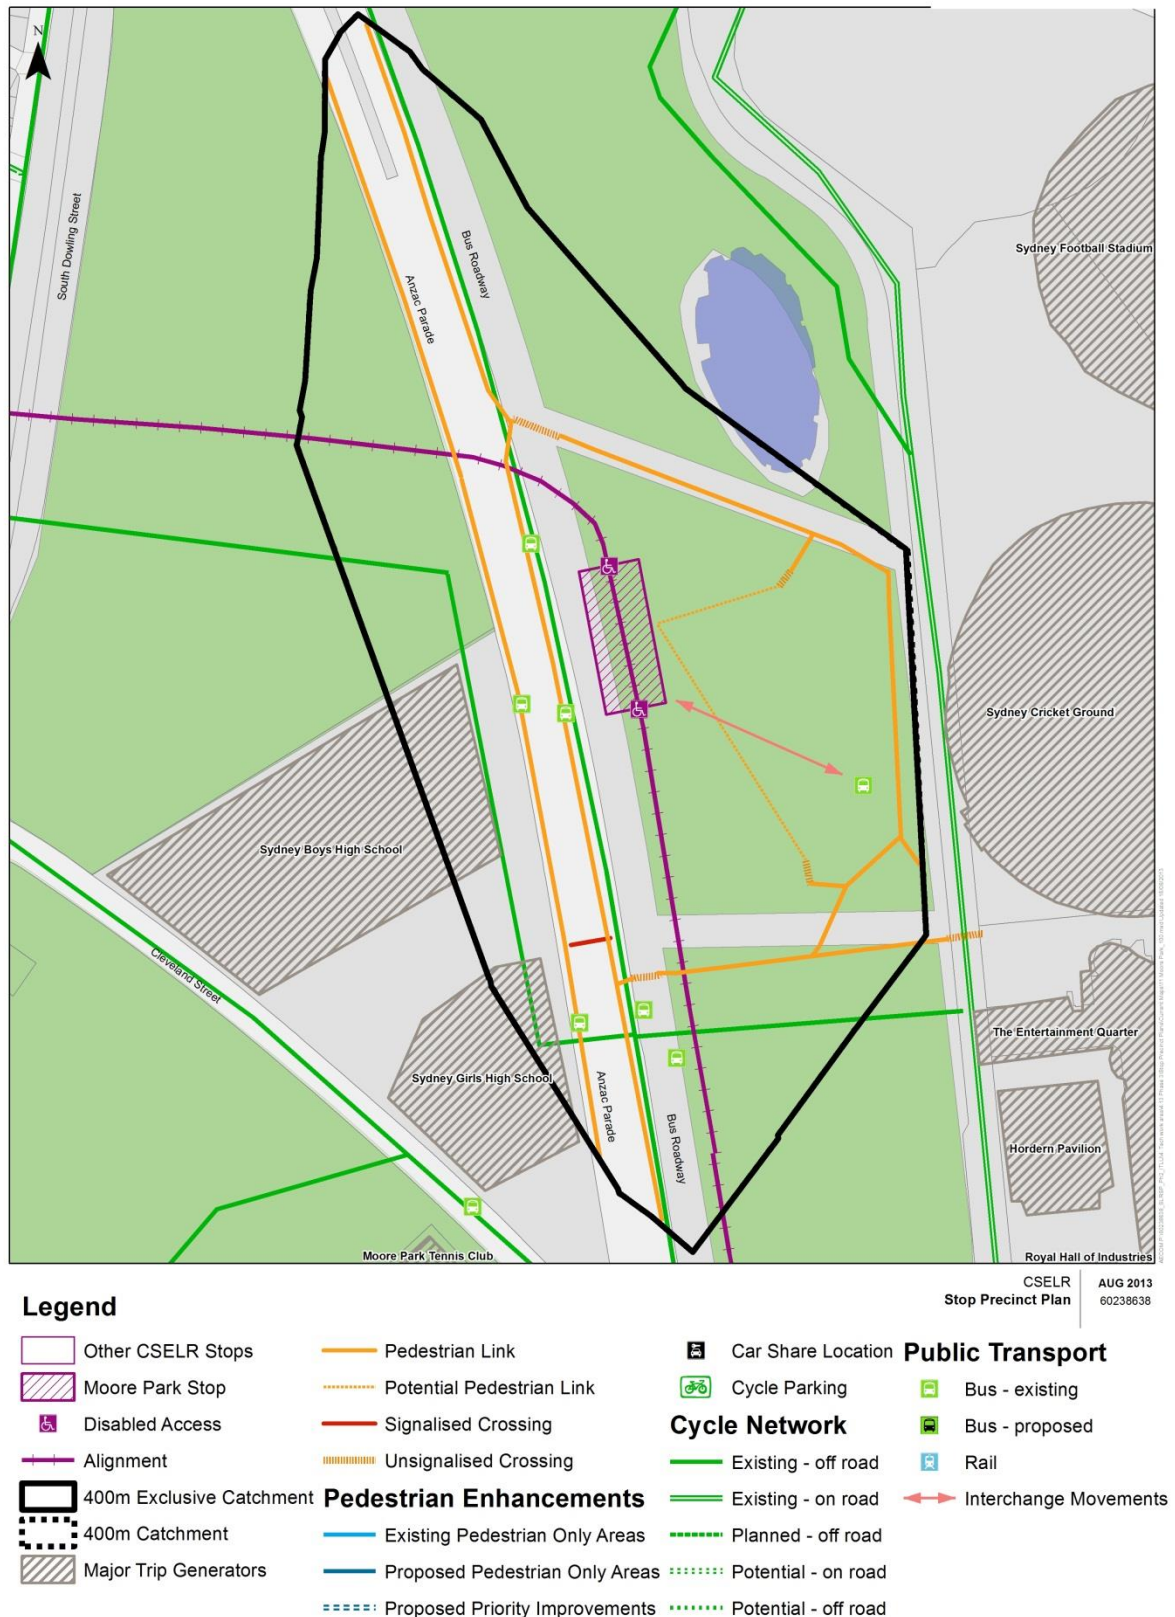 N
South Dowling Street
Bus Roadway
Anzac Parade
Sydney Football Stadium
Sydney Cricket Ground
Sydney Boys High School
Cleveland Street
Sydney Girls High School
Anzac Parade
Bus Roadway
The Entertainment Quarter
Hordern Pavilion
Moore Park Tennis Club
Royal Hall of Industries
CSELR
Stop Precinct Plan
AUG 2013
60238638
Legend
Other CSELR Stops
Moore Park Stop
Disabled Access
Alignment
400m Exclusive Catchment
400m Catchment
Major Trip Generators
Pedestrian Link
Potential Pedestrian Link
Signalised Crossing
Unsignalised Crossing
Pedestrian Enhancements
Existing Pedestrian Only Areas
Proposed Pedestrian Only Areas
Proposed Priority Improvements
Car Share Location
Cycle Parking
Cycle Network
Existing - off road
Existing - on road
Planned - off road
Potential - on road
Potential - off road
Public Transport
Bus - existing
Bus - proposed
Rail
Interchange Movements